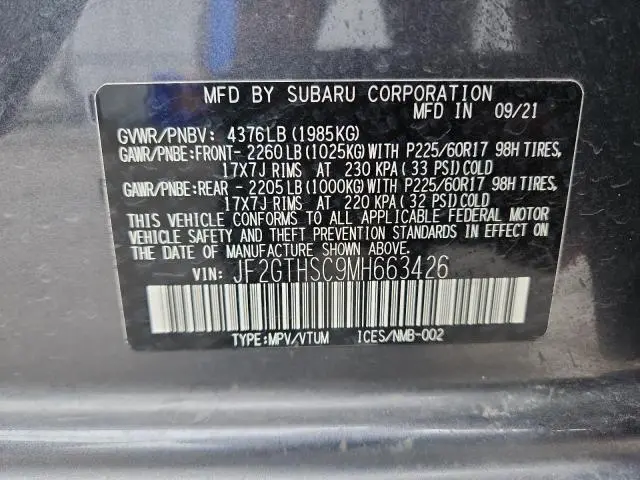 MFD BY SUBARU CORPORATION
MFD IN 09/21
GVWR/PNBV: 4376LB(1985KG)
GAWR/PNBE:FRONT- 2260LB(1025KG)WITH P225/60R17 98H TIRES,
17X7J RIMS AT 230 KPA( 33 PSI)COLD
GAWR/PNBE:REAR - 2205LB(1000KG)WITH P225/60R17 98H TIRES,
17X7J RIMS AT 220 KPA( 32 PSI)COLD
THIS VEHICLE CONFORMS TO ALL APPLICABLE FEDERAL MOTOR
VEHICLE SAFETY AND THEFT PREVENTION STANDARDS IN EFFECT ON
THE DATE OF MANUFACTURE SHOWN ABOVE.
VIN: JF2GTHSC9MH663426
TYPE:MPV/VTUM ICES/NMB-002